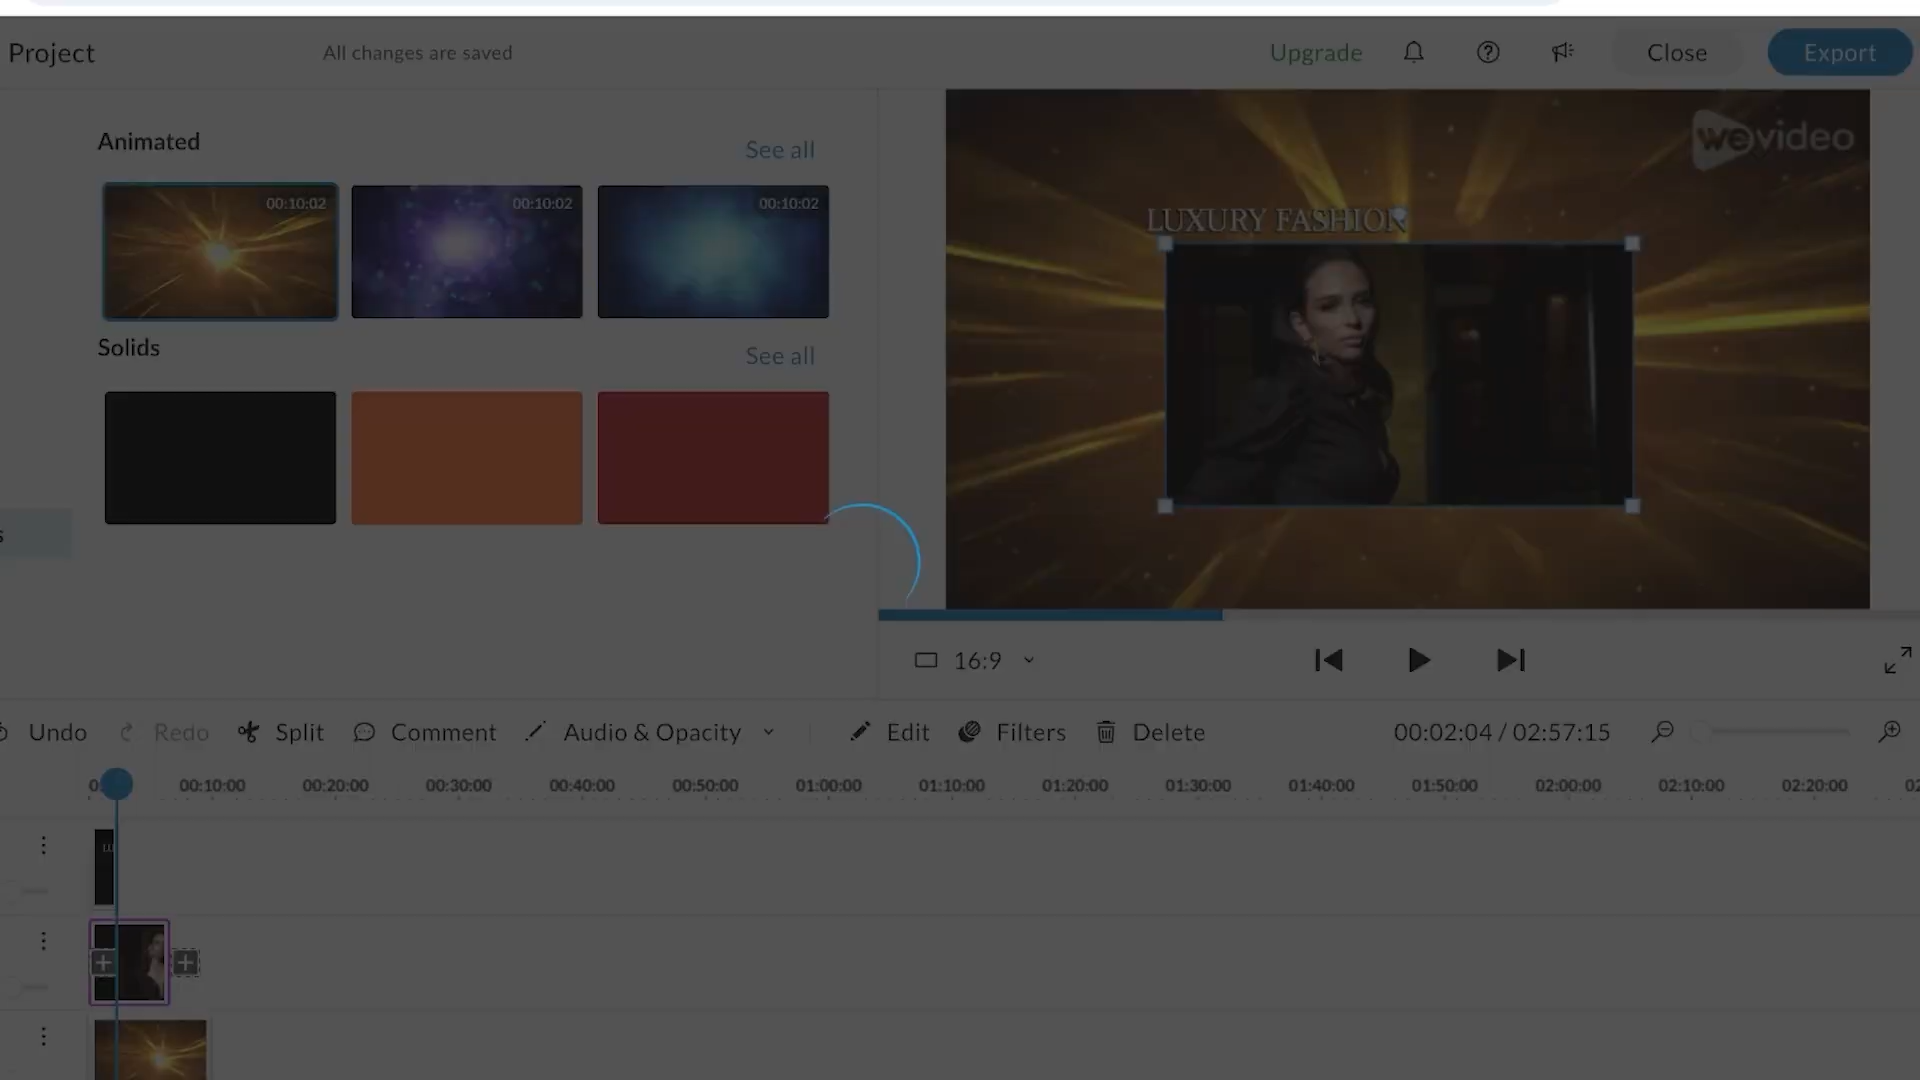 Project
All changes are saved
Upgrade
Close
Export
Animated
See all
00:10:02
00:10:02
00:10:02
Solids
See all
wevideo
LUXURY FASHION
16:9
Undo
Redo
Split
Comment
Audio & Opacity
Edit
Filters
Delete
00:02:04 / 02:57:15
00:10:00
00:20:00
00:30:00
00:40:00
00:50:00
01:00:00
01:10:00
01:20:00
01:30:00
01:40:00
01:50:00
02:00:00
02:10:00
02:20:00